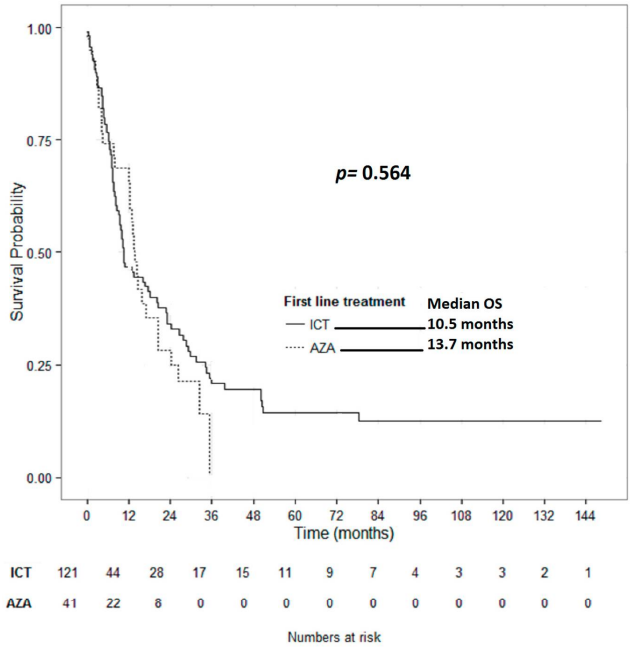 1.00
0.75
0.50
0.25
0.00
Survival Probability
p= 0.564
First line treatment Median OS
ICT 10.5 months
AZA 13.7 months
0 12 24 36 48 60 72 84 96 108 120 132 144
Time (months)
ICT 121 44 28 17 15 11 9 7 4 3 3 2 1
AZA 41 22 8 0 0 0 0 0 0 0 0 0 0
Numbers at risk